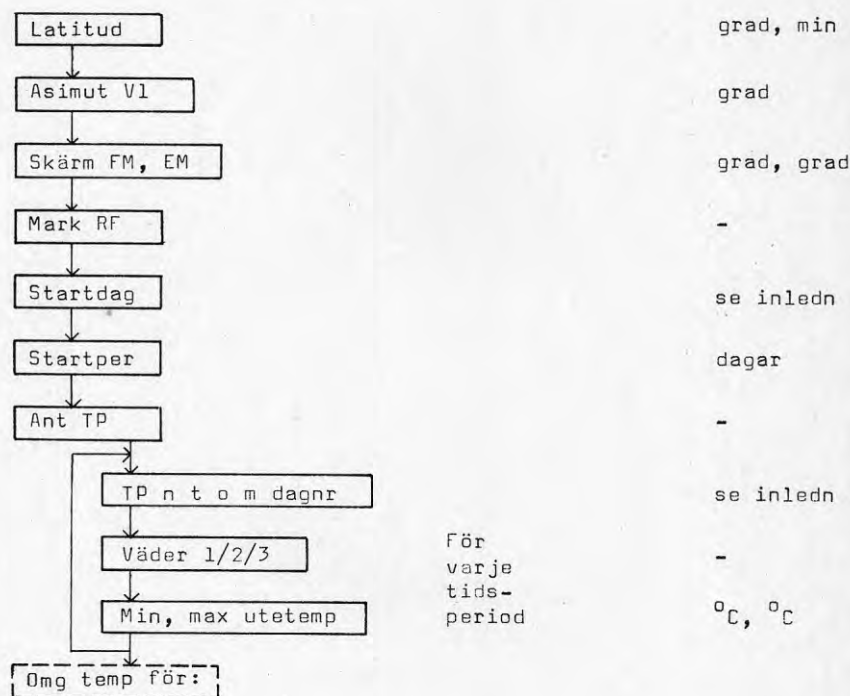 Latitud grad, min
Asimut V1 grad
Skärm FM, EM grad, grad
Mark RF -
Startdag se inledn
Startper dagar
Ant TP -
TP n t o m dagnr se inledn
Väder 1/2/3 För -
varje
tids-
Min, max utetemp period °C, °C
Omg temp för: